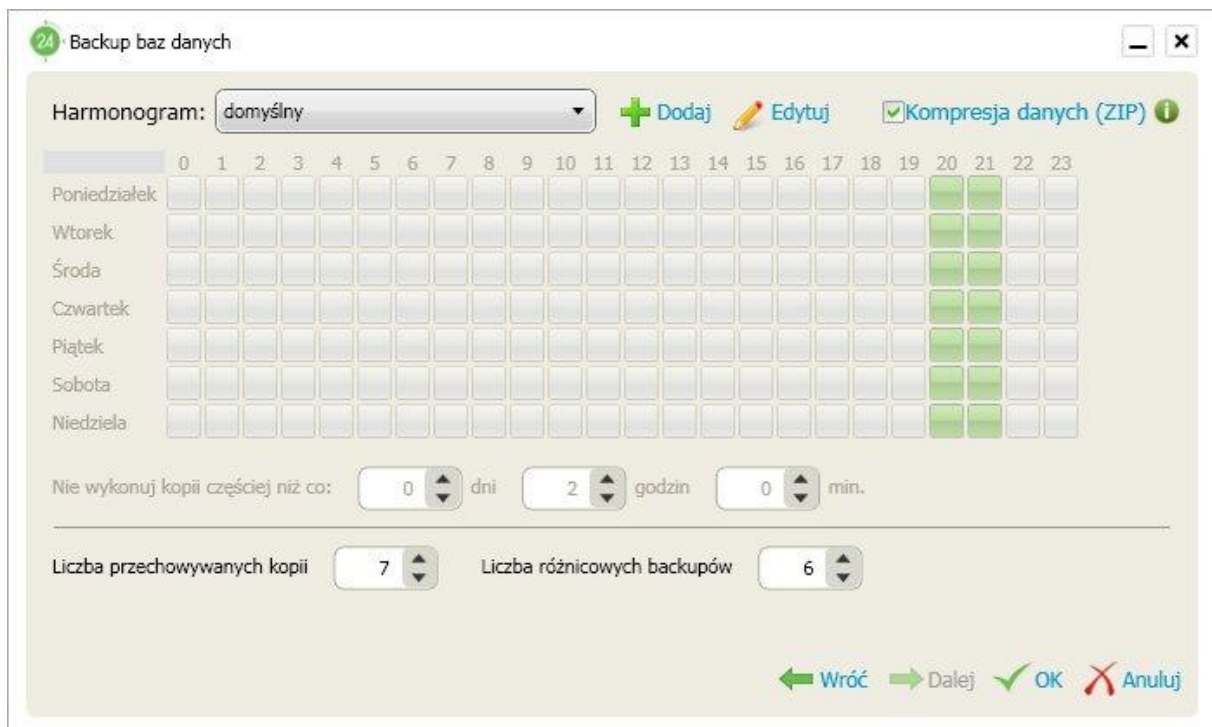 24 Backup baz danych
Harmonogram: domyślny Dodaj Edytuj Kompresja danych (ZIP) i
0 1 2 3 4 5 6 7 8 9 10 11 12 13 14 15 16 17 18 19 20 21 22 23
Poniedziałek
Wtorek
Środa
Czwartek
Piątek
Sobota
Niedziela
Nie wykonuj kopii częściej niż co: 0 dni 2 godzin 0 min.
Liczba przechowywanych kopii 7 Liczba różnicowych backupów 6
Wróć Dalej OK Anuluj